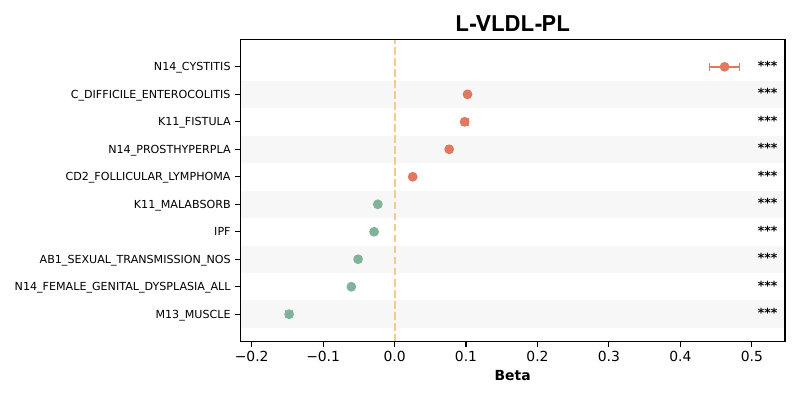 L-VLDL-PL
N14_CYSTITIS ***
C_DIFFICILE_ENTEROCOLITIS ***
K11_FISTULA ***
N14_PROSTHYPERPLA ***
CD2_FOLLICULAR_LYMPHOMA ***
K11_MALABSORB ***
IPF ***
AB1_SEXUAL_TRANSMISSION_NOS ***
N14_FEMALE_GENITAL_DYSPLASIA_ALL ***
M13_MUSCLE ***
−0.2 −0.1 0.0 0.1 0.2 0.3 0.4 0.5
Beta